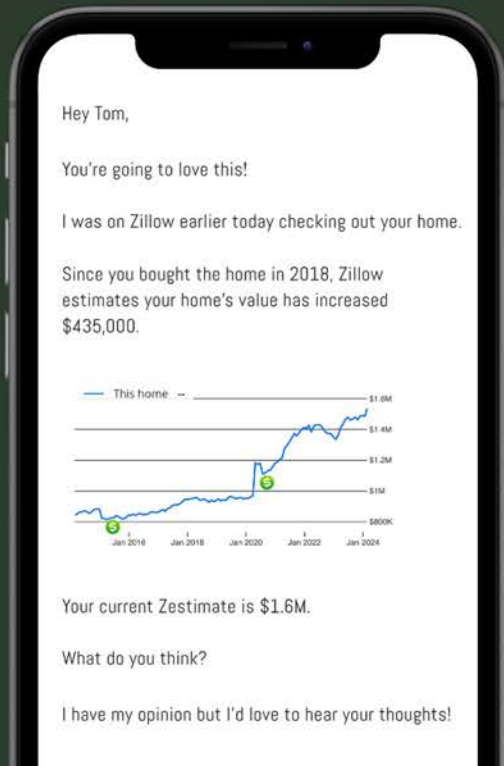 Hey Tom,
You're going to love this!
I was on Zillow earlier today checking out your home.
Since you bought the home in 2018, Zillow
estimates your home's value has increased
$435,000.
This home --
$1.6M
$1.4M
$1.2M
$1M
$800K
$
$
Jan 2016 Jan 2018 Jan 2020 Jan 2022 Jan 2024
Your current Zestimate is $1.6M.
What do you think?
I have my opinion but I'd love to hear your thoughts!